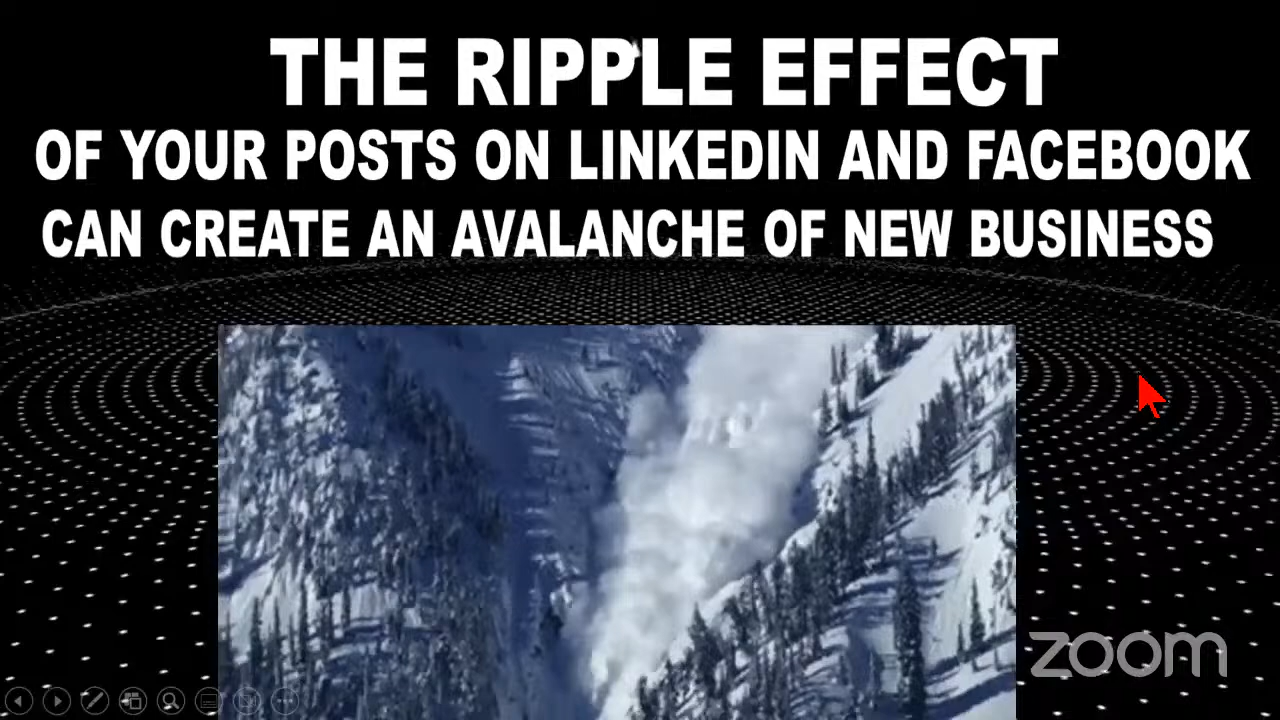 THE RIPPLE EFFECT
OF YOUR POSTS ON LINKEDIN AND FACEBOOK
CAN CREATE AN AVALANCHE OF NEW BUSINESS
zoom